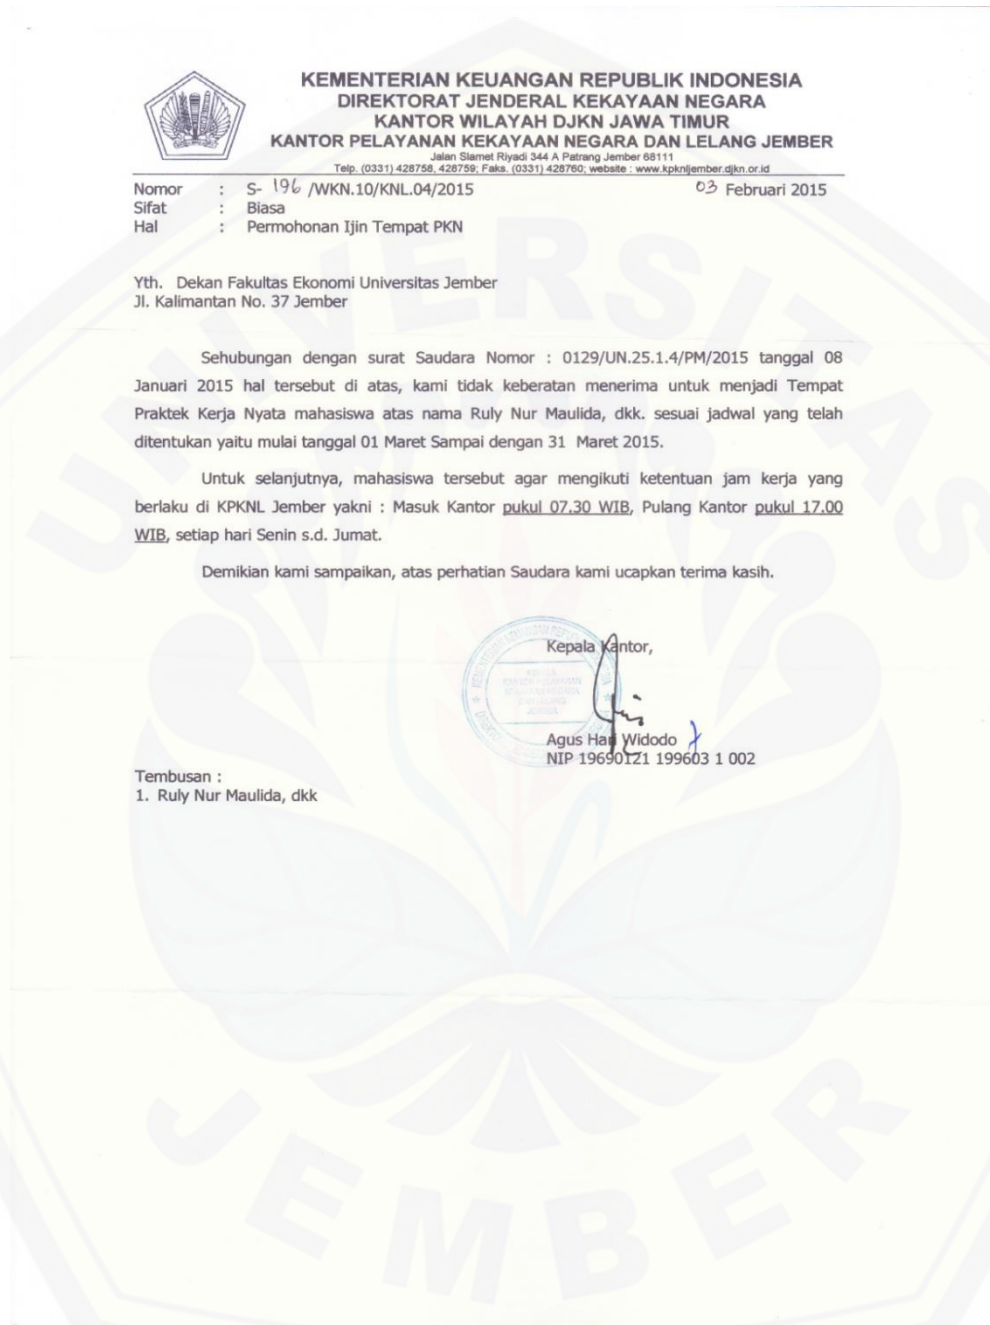 KEMENTERIAN KEUANGAN REPUBLIK INDONESIA
DIREKTORAT JENDERAL KEKAYAAN NEGARA
KANTOR WILAYAH DJKN JAWA TIMUR
KANTOR PELAYANAN KEKAYAAN NEGARA DAN LELANG JEMBER
Jalan Slamet Riyadi 344 A Patrang Jember 68111
Telp. (0331) 428758, 428759; Faks. (0331) 428760; website : www.kpknljember.djkn.or.id
Nomor : S- 196 /WKN.10/KNL.04/2015 03 Februari 2015
Sifat : Biasa
Hal : Permohonan Ijin Tempat PKN
Yth. Dekan Fakultas Ekonomi Universitas Jember
Jl. Kalimantan No. 37 Jember
Sehubungan dengan surat Saudara Nomor : 0129/UN.25.1.4/PM/2015 tanggal 08
Januari 2015 hal tersebut di atas, kami tidak keberatan menerima untuk menjadi Tempat
Praktek Kerja Nyata mahasiswa atas nama Ruly Nur Maulida, dkk. sesuai jadwal yang telah
ditentukan yaitu mulai tanggal 01 Maret Sampai dengan 31 Maret 2015.
Untuk selanjutnya, mahasiswa tersebut agar mengikuti ketentuan jam kerja yang
berlaku di KPKNL Jember yakni : Masuk Kantor pukul 07.30 WIB, Pulang Kantor pukul 17.00
WIB, setiap hari Senin s.d. Jumat.
Demikian kami sampaikan, atas perhatian Saudara kami ucapkan terima kasih.
Kepala Kantor,
Agus Hari Widodo
NIP 19690121 199603 1 002
Tembusan :
1. Ruly Nur Maulida, dkk
UNIVERSITAS
JEMBER